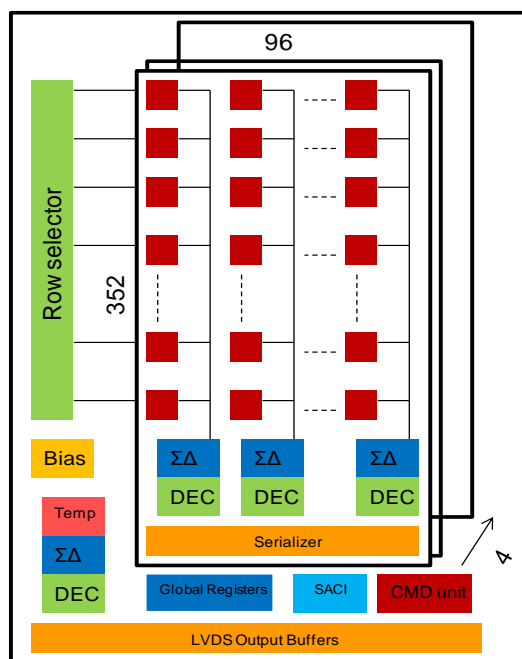 96
Row selector
352
Bias
ΣΔ
ΣΔ
ΣΔ
DEC
DEC
DEC
Temp
ΣΔ
DEC
Serializer
4
Global Registers
SACI
CMD unit
LVDS Output Buffers